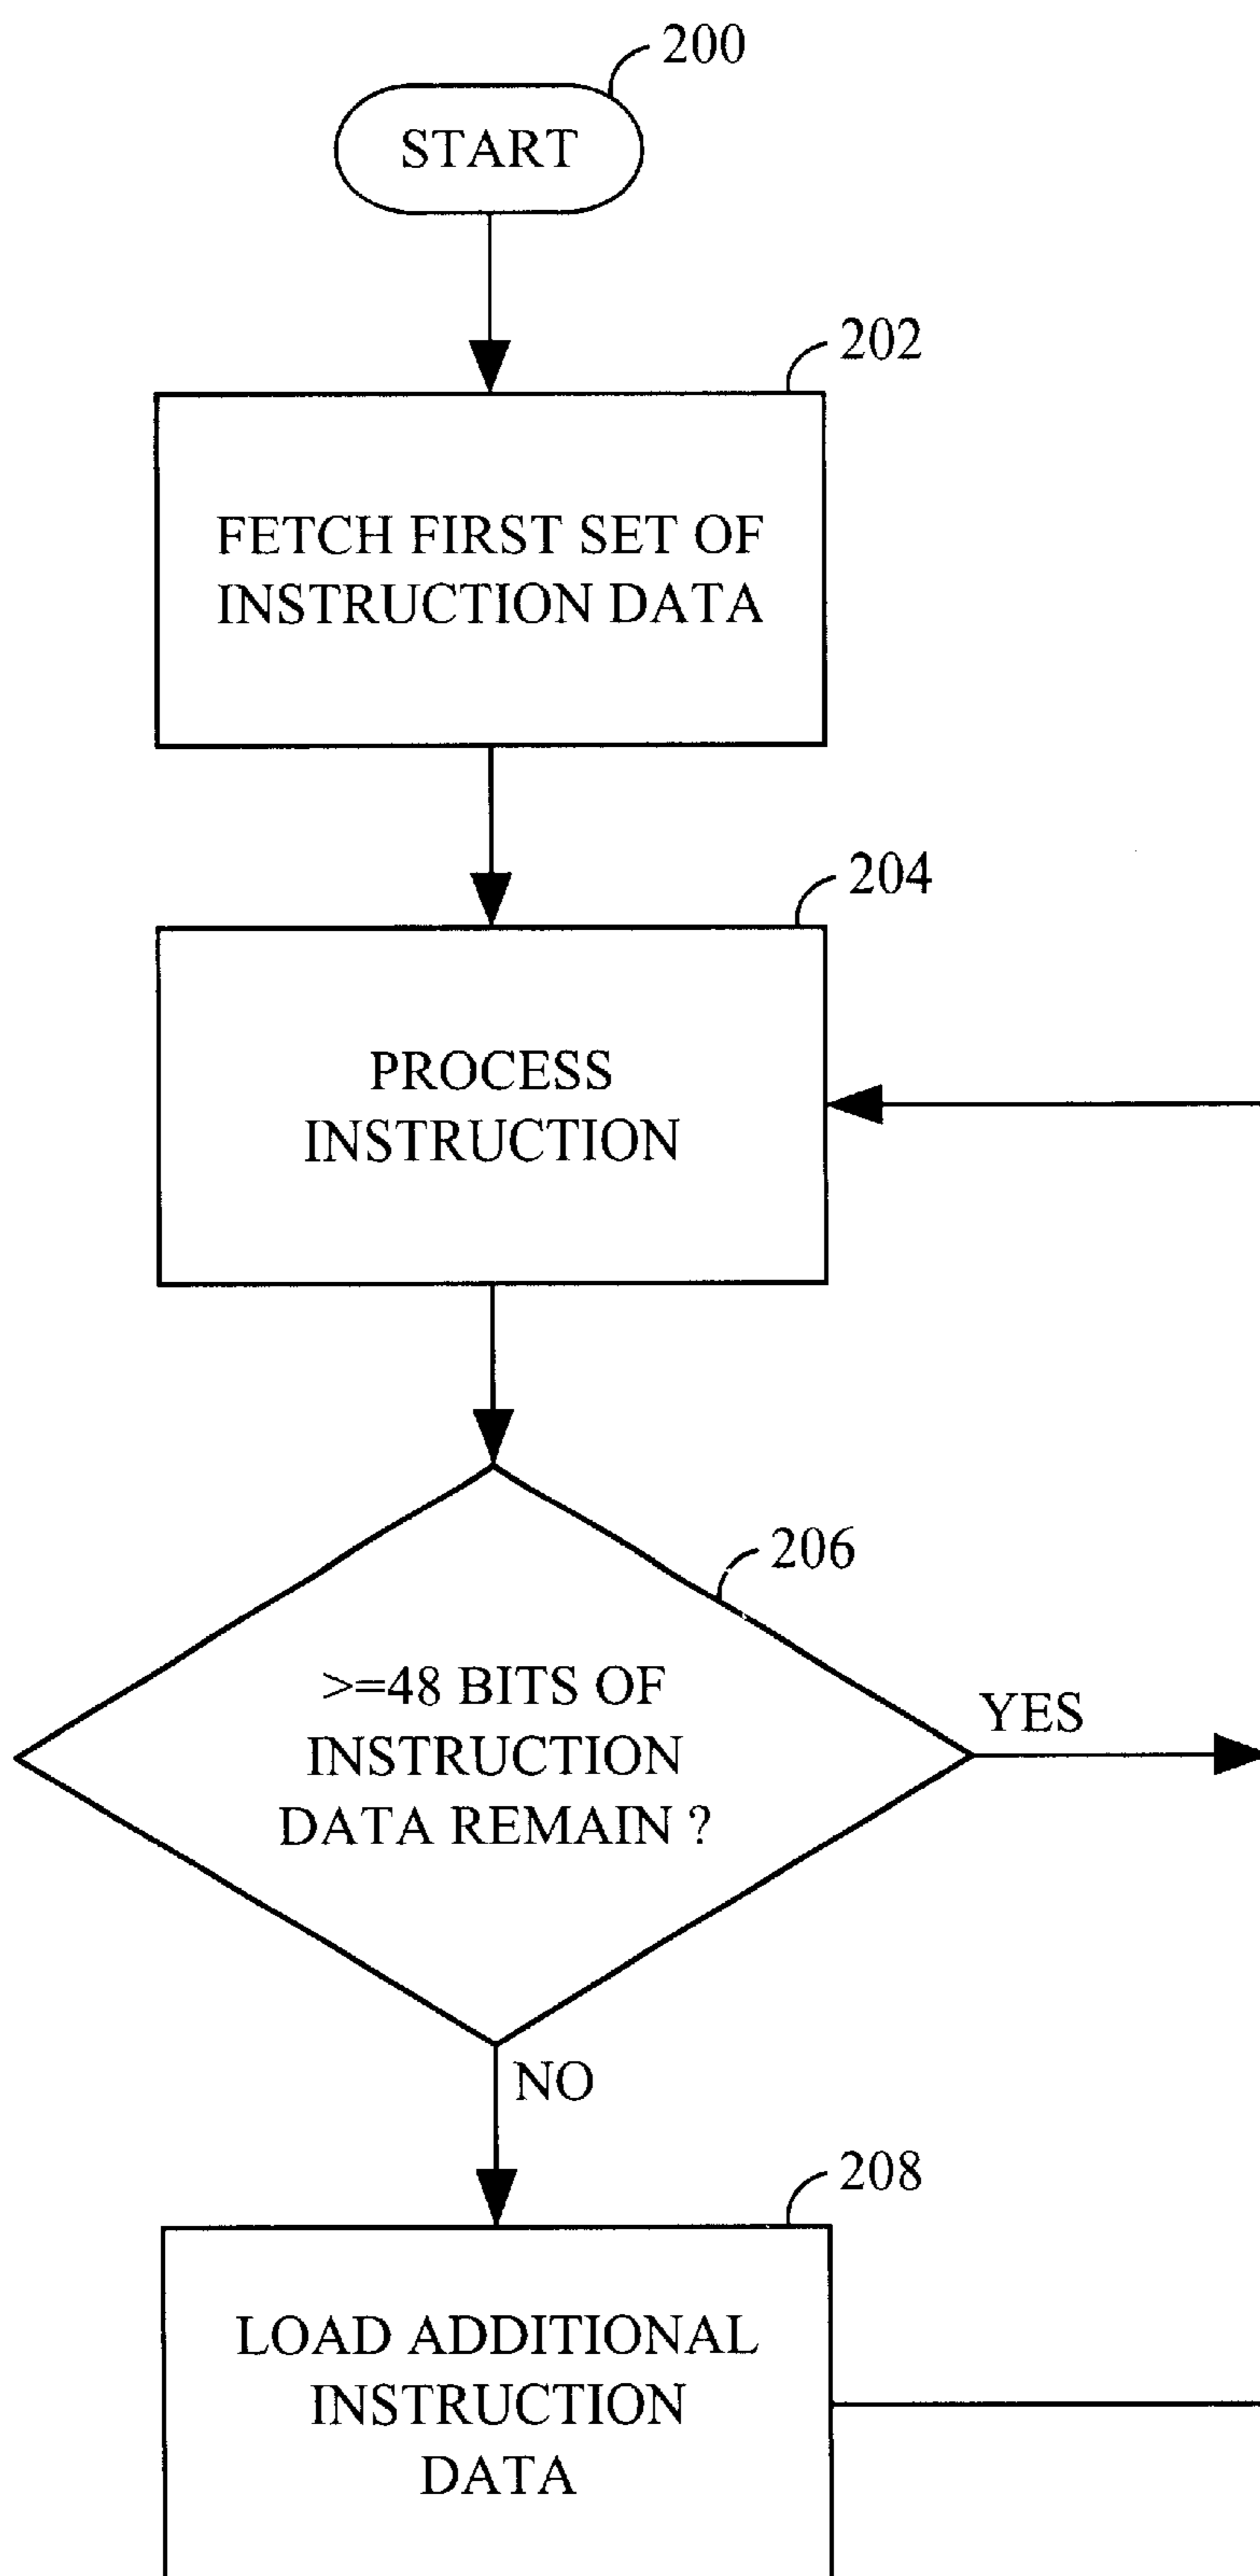 200
START
202
FETCH FIRST SET OF
INSTRUCTION DATA
204
PROCESS
INSTRUCTION
206
>=48 BITS OF
INSTRUCTION
DATA REMAIN ?
YES
NO
208
LOAD ADDITIONAL
INSTRUCTION
DATA